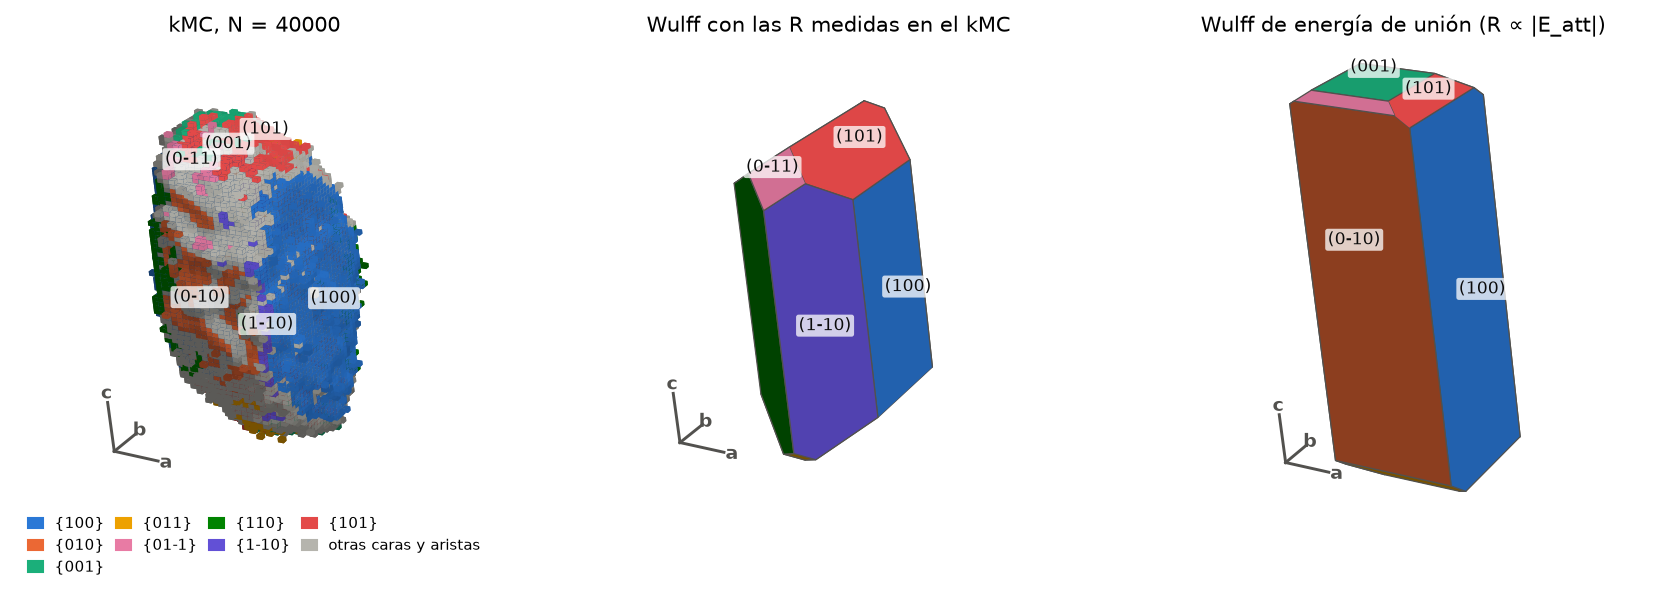 kMC, N = 40000
(101)
(001)
(0-11)
(0-10)
(100)
(1-10)
c
b
a
{100}
{011}
{110}
{101}
{010}
{01-1}
{1-10}
otras caras y aristas
{001}
Wulff con las R medidas en el kMC
(101)
(0-11)
(100)
(1-10)
c
b
a
Wulff de energía de unión (R ∝ |E_att|)
(001)
(101)
(0-10)
(100)
c
b
a